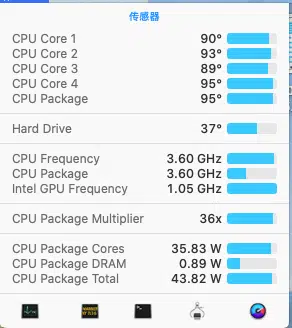 传感器
CPU Core 1 90°
CPU Core 2 93°
CPU Core 3 89°
CPU Core 4 95°
CPU Package 95°
Hard Drive 37°
CPU Frequency 3.60 GHz
CPU Package 3.60 GHz
Intel GPU Frequency 1.05 GHz
CPU Package Multiplier 36x
CPU Package Cores 35.83 W
CPU Package DRAM 0.89 W
CPU Package Total 43.82 W